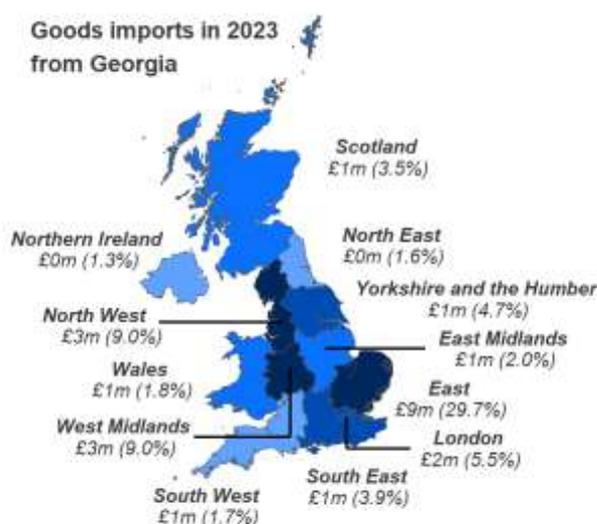 Goods imports in 2023
from Georgia
Scotland
£1m (3.5%)
Northern Ireland
£0m (1.3%)
North East
£0m (1.6%)
Yorkshire and the Humber
£1m (4.7%)
North West
£3m (9.0%)
East Midlands
£1m (2.0%)
Wales
£1m (1.8%)
East
£9m (29.7%)
West Midlands
£3m (9.0%)
London
£2m (5.5%)
South East
£1m (3.9%)
South West
£1m (1.7%)